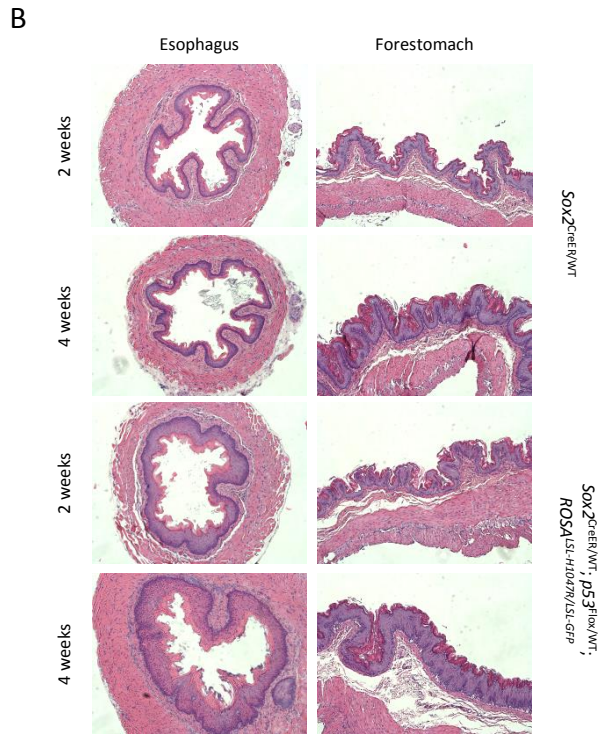 B
Esophagus Forestomach
2 weeks
4 weeks
2 weeks
4 weeks
Sox2CreER/WT
Sox2CreER/WT; p53Flox/WT;
ROSALSL-H1047R/LSL-GFP